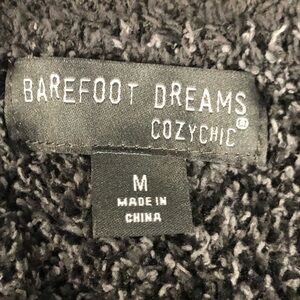 BAREFOOT DREAMS
COZYCHIC®
M
MADE IN
CHINA